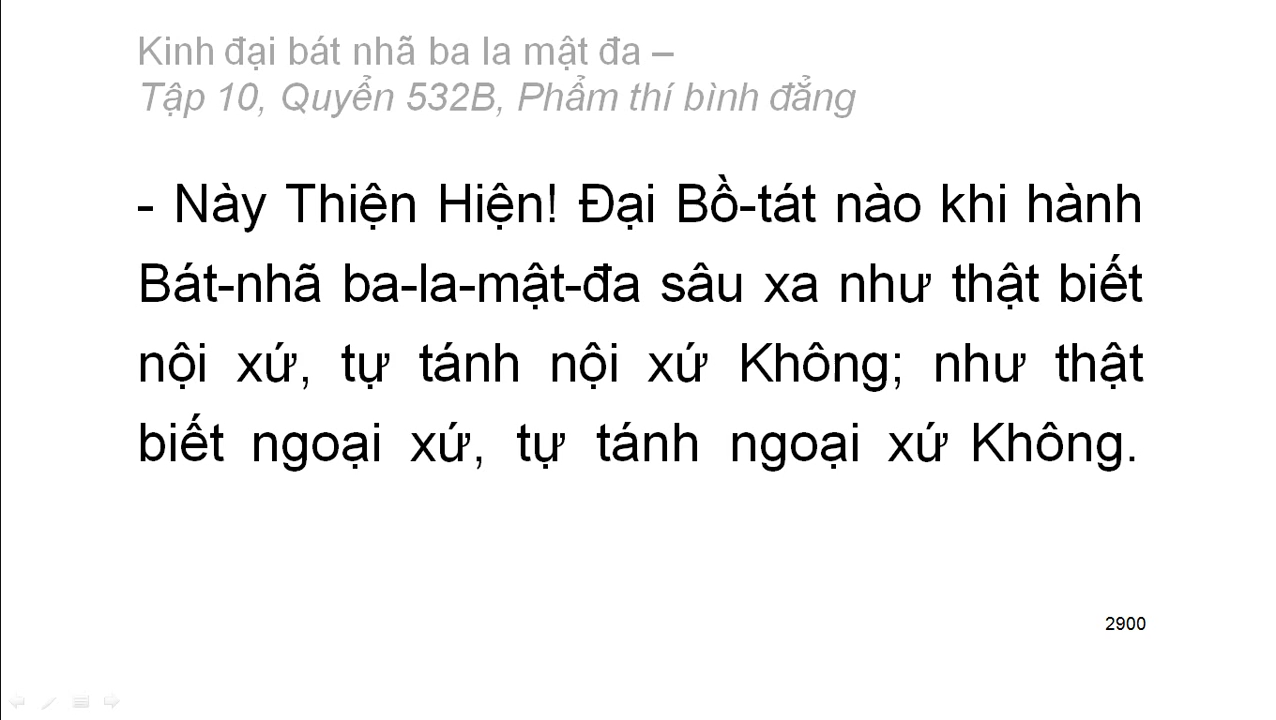 Kinh đại bát nhã ba la mật đa –
Tập 10, Quyển 532B, Phẩm thí bình đẳng
- Này Thiện Hiện! Đại Bồ-tát nào khi hành
Bát-nhã ba-la-mật-đa sâu xa như thật biết
nội xứ, tự tánh nội xứ Không; như thật
biết ngoại xứ, tự tánh ngoại xứ Không.
2900